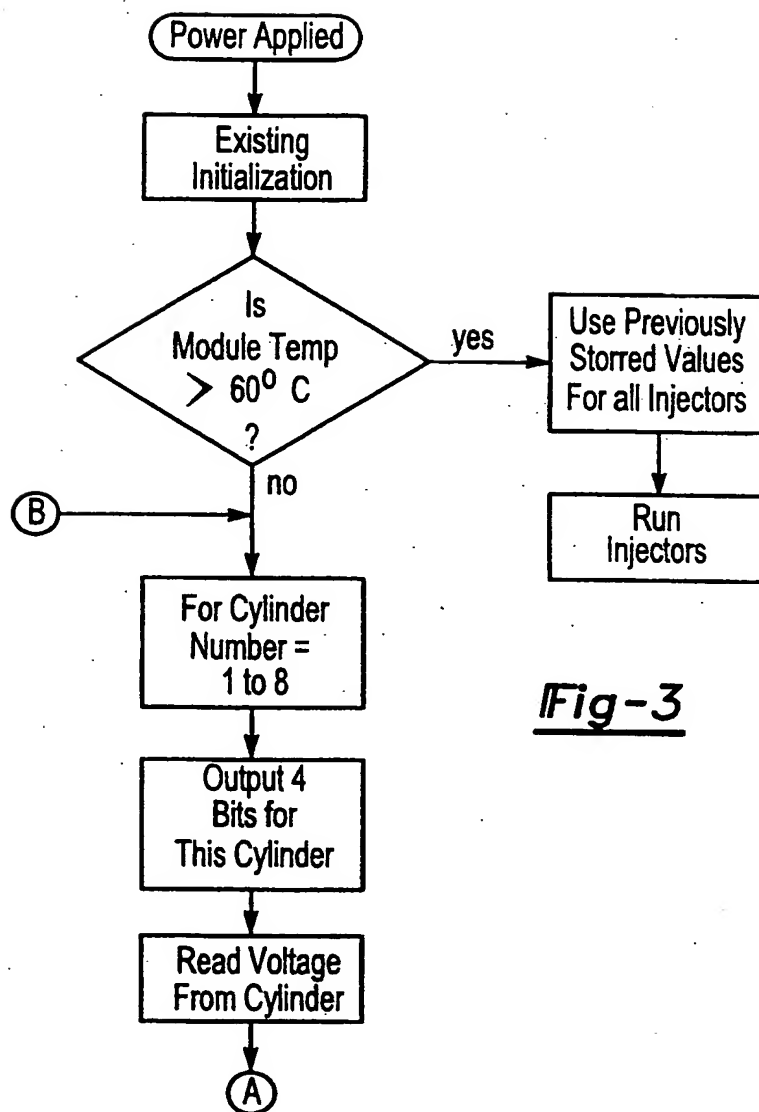 Power Applied
Existing
Initialization
Is
Module Temp
> 60º C
?
yes
Use Previously
Storred Values
For all Injectors
Run
Injectors
no
B
For Cylinder
Number =
1 to 8
Output 4
Bits for
This Cylinder
Read Voltage
From Cylinder
A
Fig-3